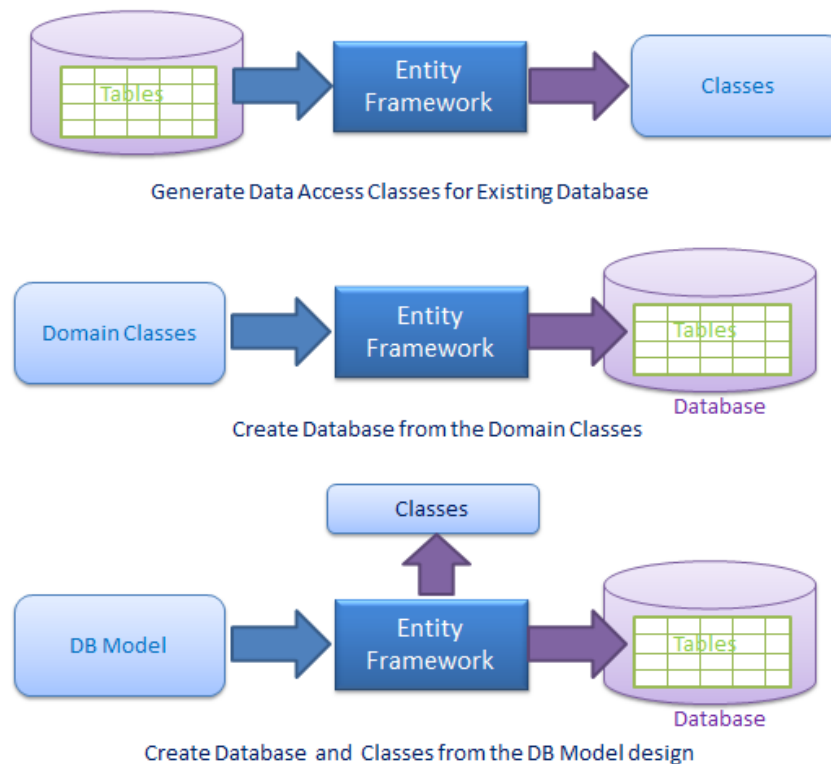 Tables
Entity
Framework
Classes
Generate Data Access Classes for Existing Database
Domain Classes
Entity
Framework
Tables
Database
Create Database from the Domain Classes
Classes
DB Model
Entity
Framework
Tables
Database
Create Database and Classes from the DB Model design